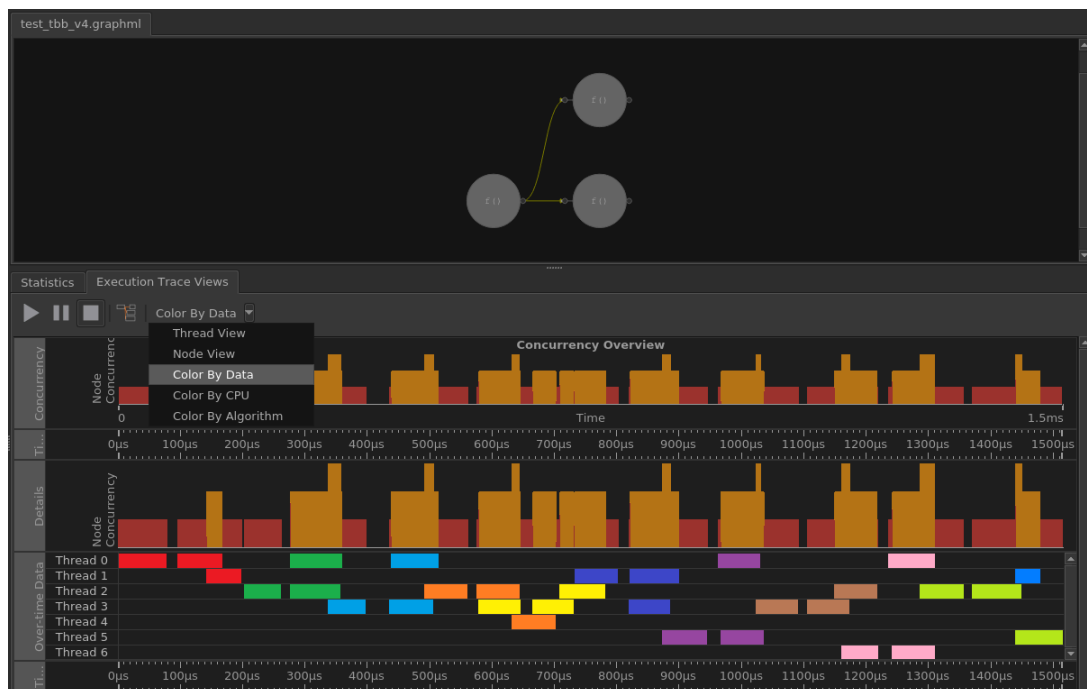 test_tbb_v4.graphml
f()
f()
f()
Statistics
Execution Trace Views
Color By Data
Thread View
Node View
Color By Data
Color By CPU
Color By Algorithm
Concurrency
Node
Concurrenc
Concurrency Overview
0
Time
1.5ms
Ti...
0μs 100μs 200μs 300μs 400μs 500μs 600μs 700μs 800μs 900μs 1000μs 1100μs 1200μs 1300μs 1400μs 1500μs
Details
Node
Concurrency
Over-time Data
Thread 0
Thread 1
Thread 2
Thread 3
Thread 4
Thread 5
Thread 6
Ti...
0μs 100μs 200μs 300μs 400μs 500μs 600μs 700μs 800μs 900μs 1000μs 1100μs 1200μs 1300μs 1400μs 1500μs